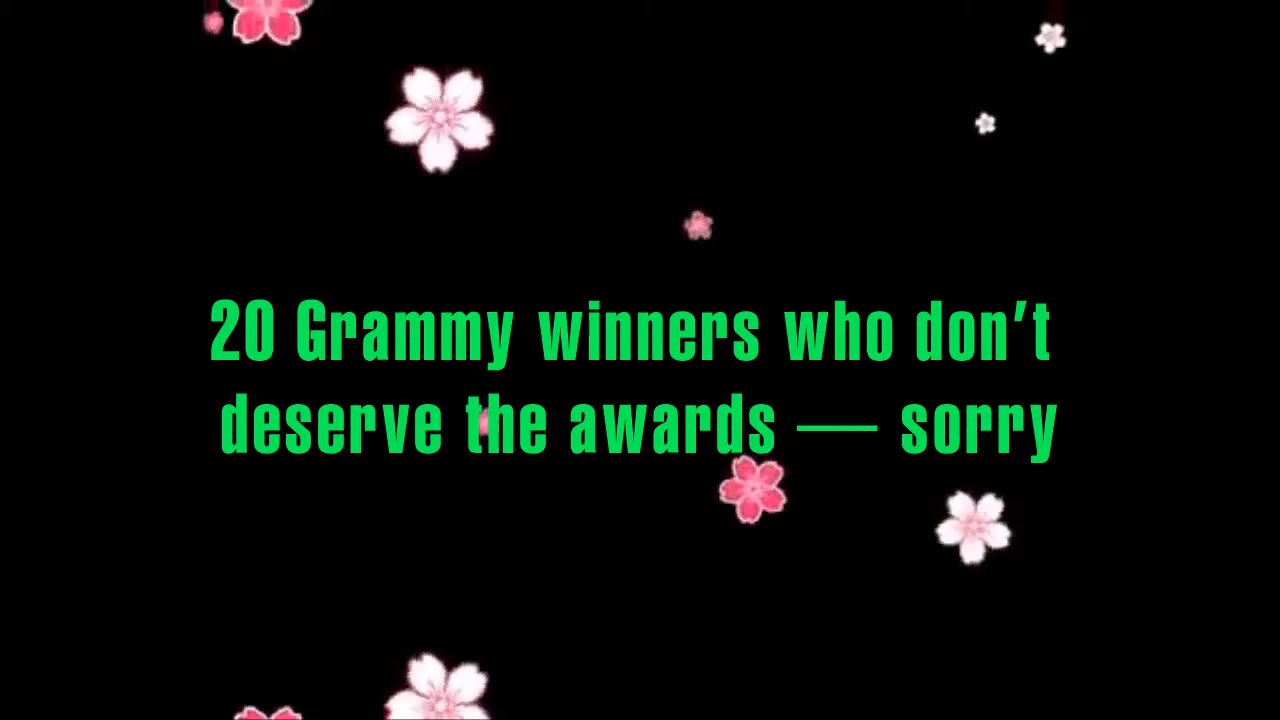 20 Grammy winners who don’t
deserve the awards — sorry